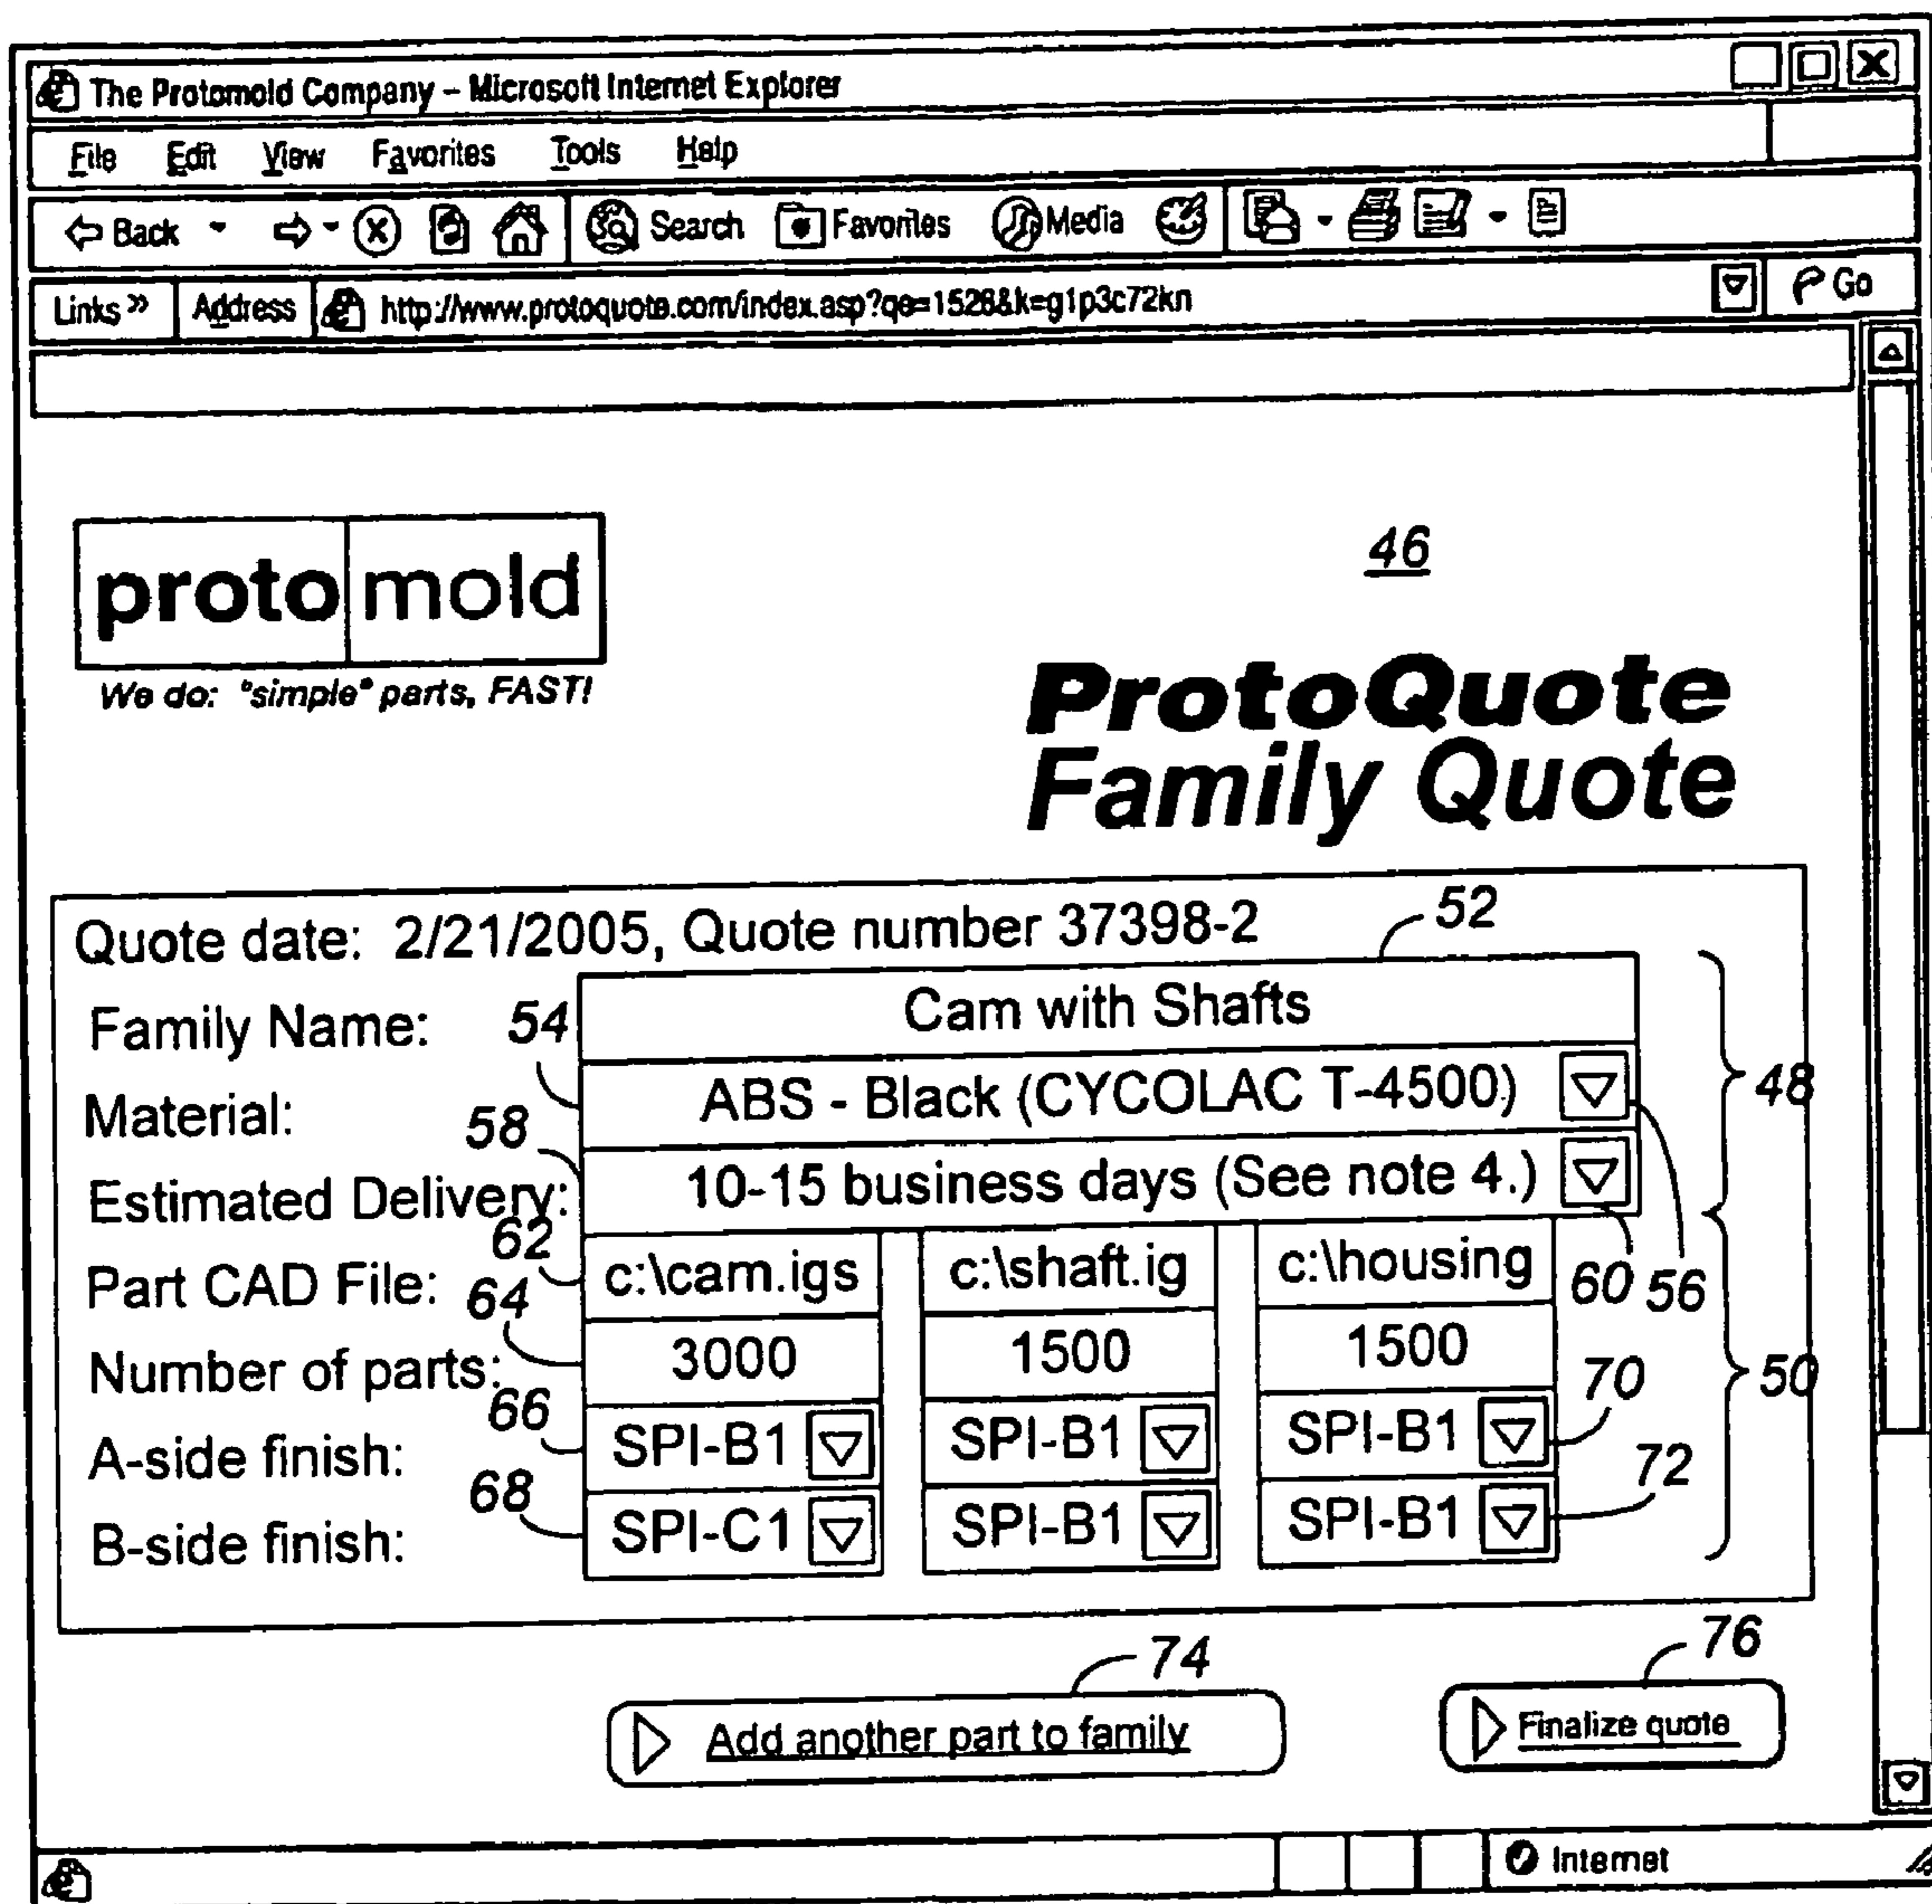 The Protomold Company – Microsoft Internet Explorer
File Edit View Favorites Tools Help
Back Search Favorites Media
Links » Address http://www.protoquote.com/index.asp?qe=1528&k=g1p3c72kn Go
proto mold
We do: "simple" parts, FAST!
46
ProtoQuote
Family Quote
Quote date: 2/21/2005, Quote number 37398-2
52
Family Name: 54 Cam with Shafts
Material: ABS - Black (CYCOLAC T-4500) 48
58
Estimated Delivery: 10-15 business days (See note 4.)
62
Part CAD File: c:\cam.igs c:\shaft.ig c:\housing 60 56
64
Number of parts: 3000 1500 1500 50
66 70
A-side finish: SPI-B1 SPI-B1 SPI-B1
68 72
B-side finish: SPI-C1 SPI-B1 SPI-B1
74 76
Add another part to family Finalize quote
Internet